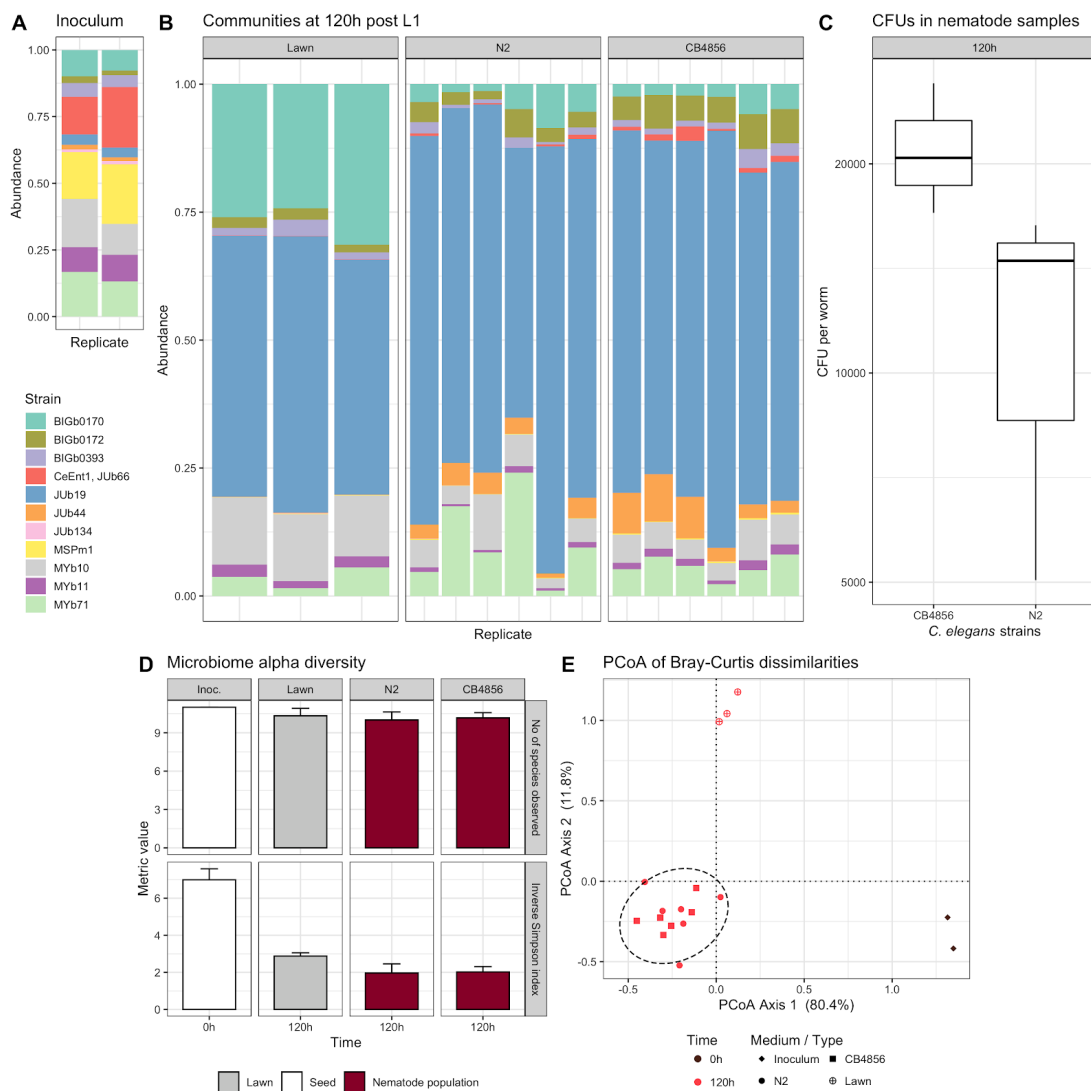 A Inoculum
1.00
0.75
0.50
0.25
0.00
Abundance
Replicate
Strain
BIGb0170
BIGb0172
BIGb0393
CeEnt1, JUb66
JUb19
JUb44
JUb134
MSPm1
MYb10
MYb11
MYb71
B Communities at 120h post L1
Lawn N2 CB4856
1.00
0.75
0.50
0.25
0.00
Abundance
Replicate
C CFUs in nematode samples
120h
20000
10000
5000
CFU per worm
CB4856 N2
C. elegans strains
D Microbiome alpha diversity
Inoc. Lawn N2 CB4856
9
6
3
0
No of species observed
6
4
2
0
Inverse Simpson index
Metric value
0h 120h 120h 120h
Time
Lawn Seed Nematode population
E PCoA of Bray-Curtis dissimilarities
1.0
0.5
0.0
-0.5
PCoA Axis 2 (11.8%)
-0.5 0.0 0.5 1.0
PCoA Axis 1 (80.4%)
Time Medium / Type
0h Inoculum CB4856
120h N2 Lawn